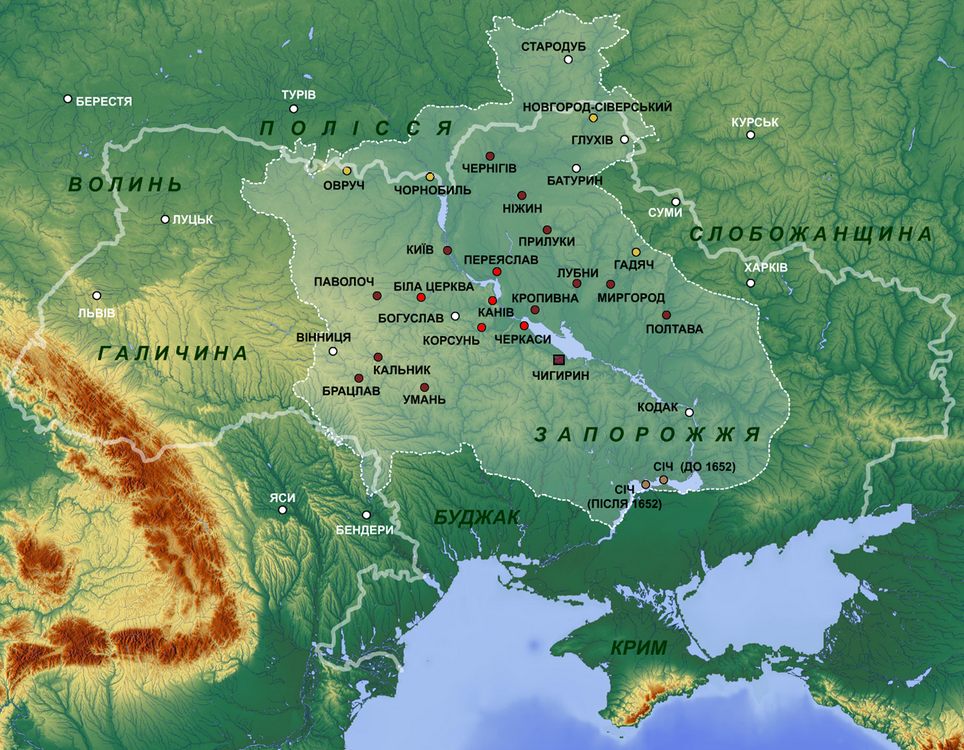 СТАРОДУБ
БЕРЕСТЯ
ТУРІВ
НОВГОРОД-СІВЕРСЬКИЙ
КУРСЬК
ПОЛІССЯ
ГЛУХІВ
ЧЕРНІГІВ
БАТУРИН
ВОЛИНЬ
ОВРУЧ
ЧОРНОБИЛЬ
НІЖИН
СУМИ
ЛУЦЬК
СЛОБОЖАНЩИНА
ПРИЛУКИ
КИЇВ
ПЕРЕЯСЛАВ
ГАДЯЧ
ХАРКІВ
ЛУБНИ
ПАВОЛОЧ
БІЛА ЦЕРКВА
КРОПИВНА
МИРГОРОД
ЛЬВІВ
БОГУСЛАВ
КАНІВ
ПОЛТАВА
ВІННИЦЯ
КОРСУНЬ
ЧЕРКАСИ
ГАЛИЧИНА
КАЛЬНИК
ЧИГИРИН
БРАЦЛАВ
УМАНЬ
КОДАК
ЗАПОРОЖЖЯ
СІЧ (ДО 1652)
СІЧ
(ПІСЛЯ 1652)
ЯСИ
БУДЖАК
БЕНДЕРИ
КРИМ